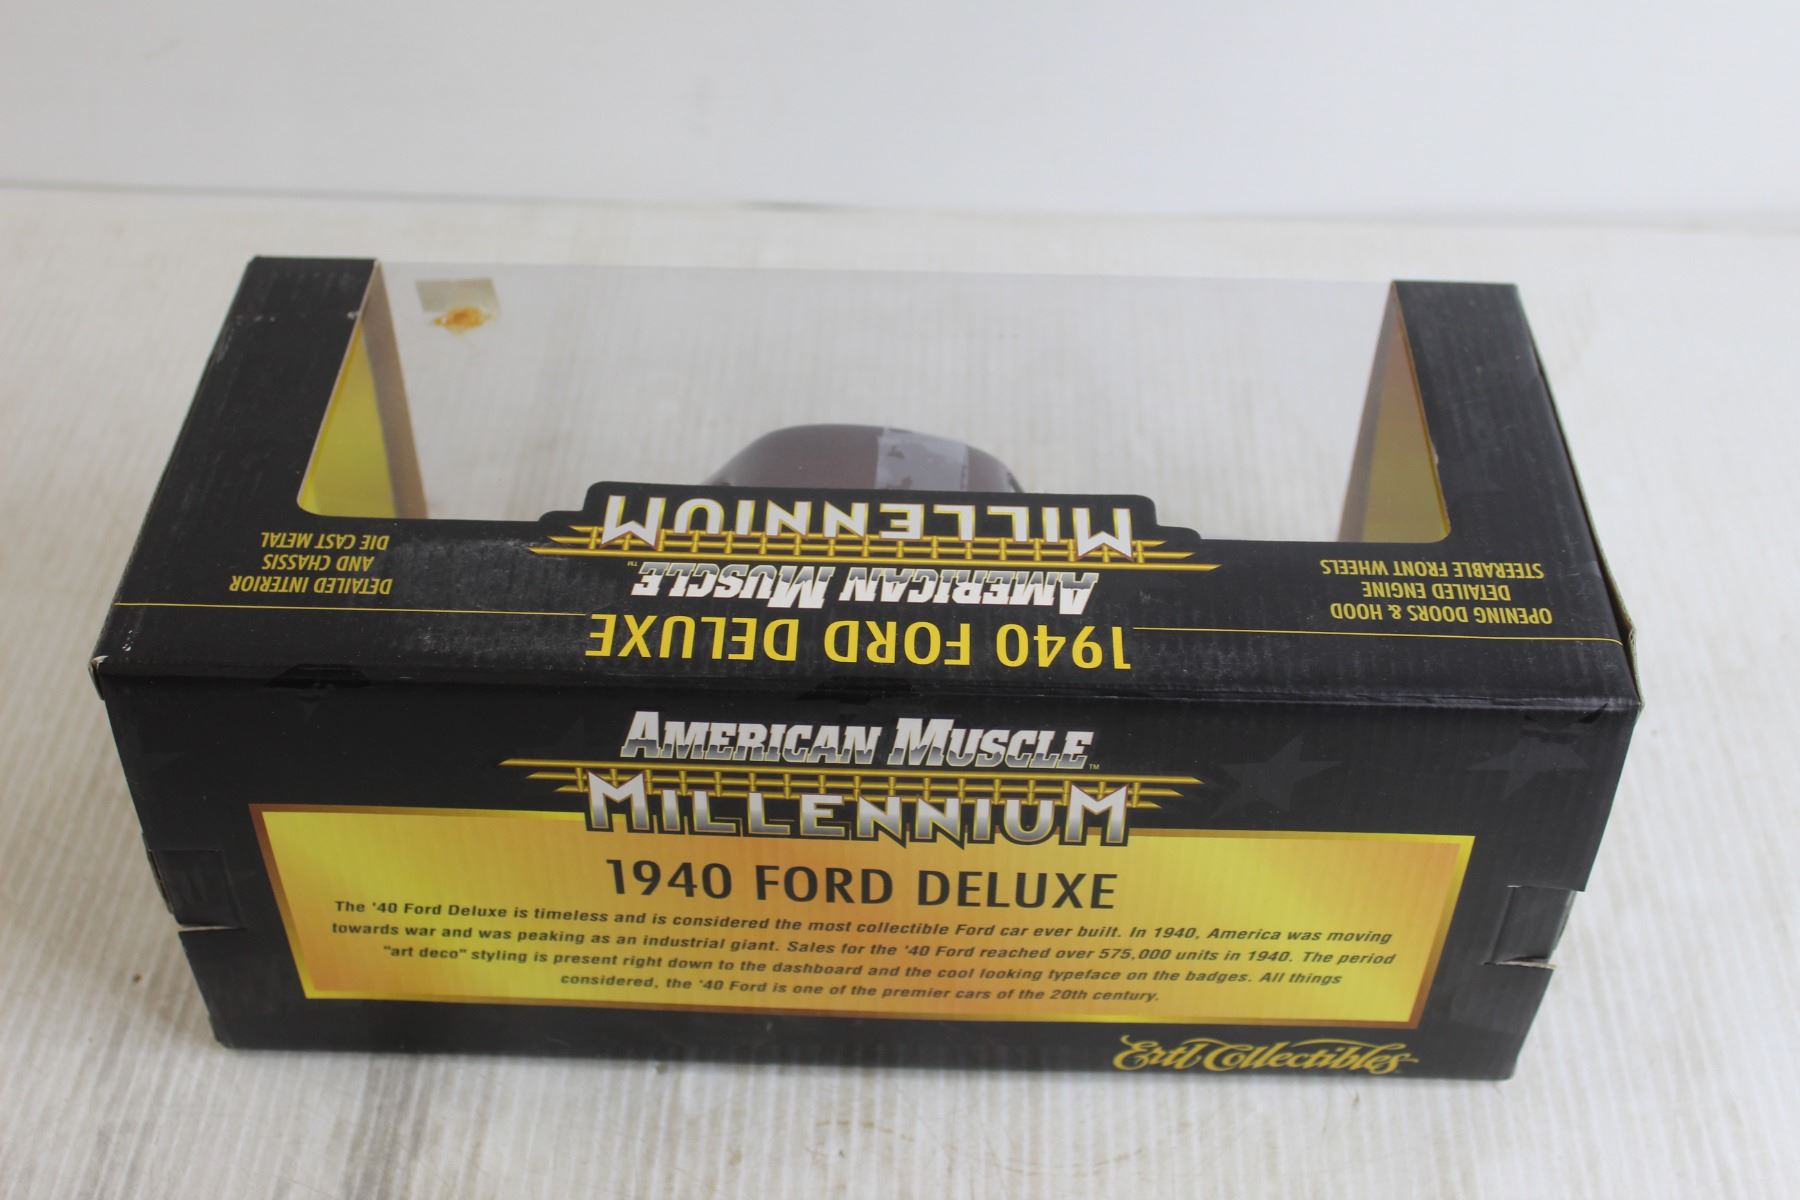 MILLENNIUM
AMERICAN MUSCLE™
1940 FORD DELUXE
OPENING DOORS & HOOD
DETAILED ENGINE
STEERABLE FRONT WHEELS
DETAILED INTERIOR
AND CHASSIS
DIE CAST METAL
AMERICAN MUSCLE™
MILLENNIUM
1940 FORD DELUXE
The '40 Ford Deluxe is timeless and is considered the most collectible Ford car ever built. In 1940, America was moving
towards war and was peaking as an industrial giant. Sales for the '40 Ford reached over 575,000 units in 1940. The period
"art deco" styling is present right down to the dashboard and the cool looking typeface on the badges. All things
considered, the '40 Ford is one of the premier cars of the 20th century.
Ertl Collectibles